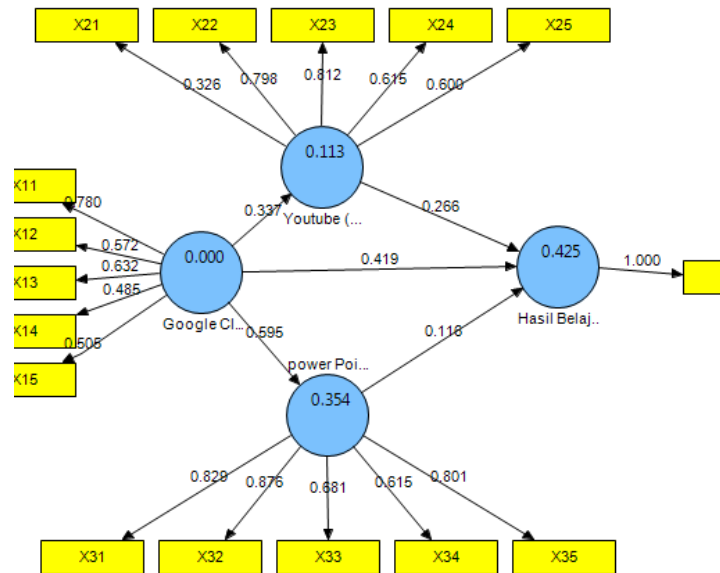 X21
X22
X23
X24
X25
0.326
0.798
0.812
0.615
0.600
0.113
Youtube (...
X11
0.780
X12
0.572
X13
0.632
X14
0.485
X15
0.505
0.337
0.266
0.000
Google Cl...
0.419
0.425
Hasil Belaj..
1.000
0.595
0.116
power Poi...
0.354
0.829
0.876
0.681
0.615
0.801
X31
X32
X33
X34
X35